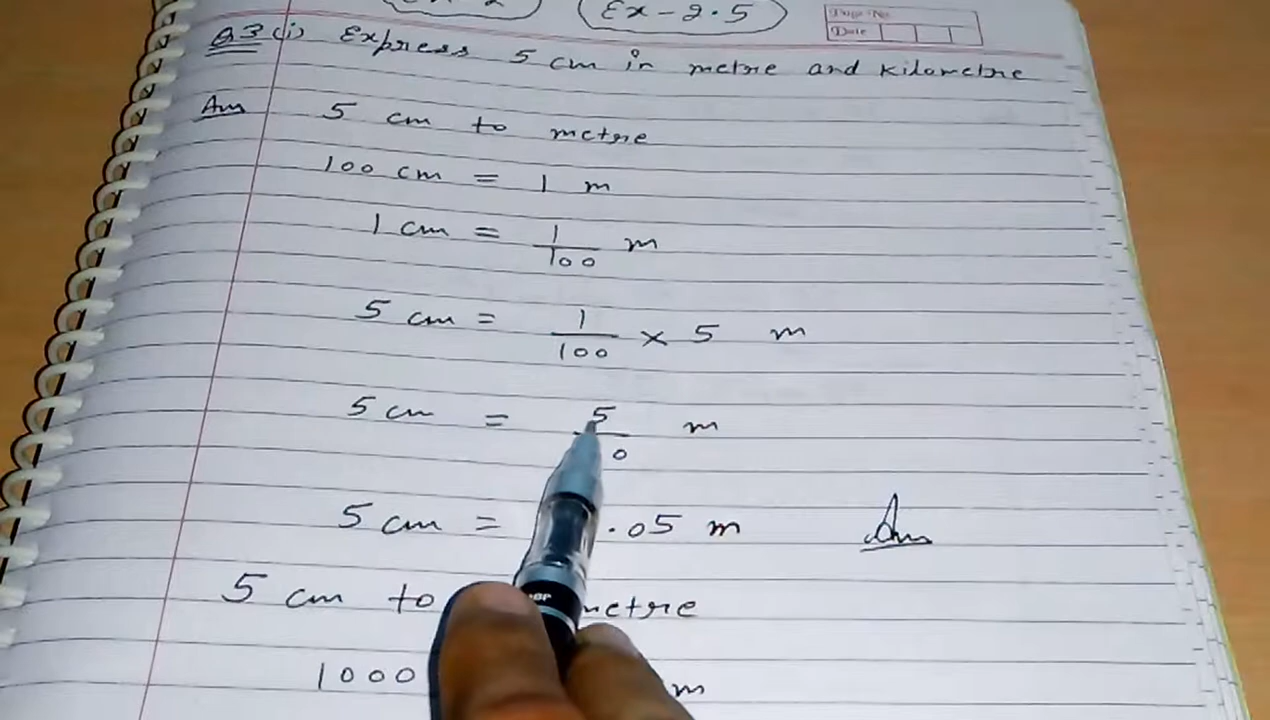 Ex-2.5
Page No.
Date
Q3(i) Express 5 cm in metre and kilometre
Ans 5 cm to metre
100 cm = 1 m
1 cm = 1/100 m
5 cm = 1/100 × 5 m
5 cm = 5/ 0 m
5 cm = .05 m Ans
5 cm to metre
1000 m